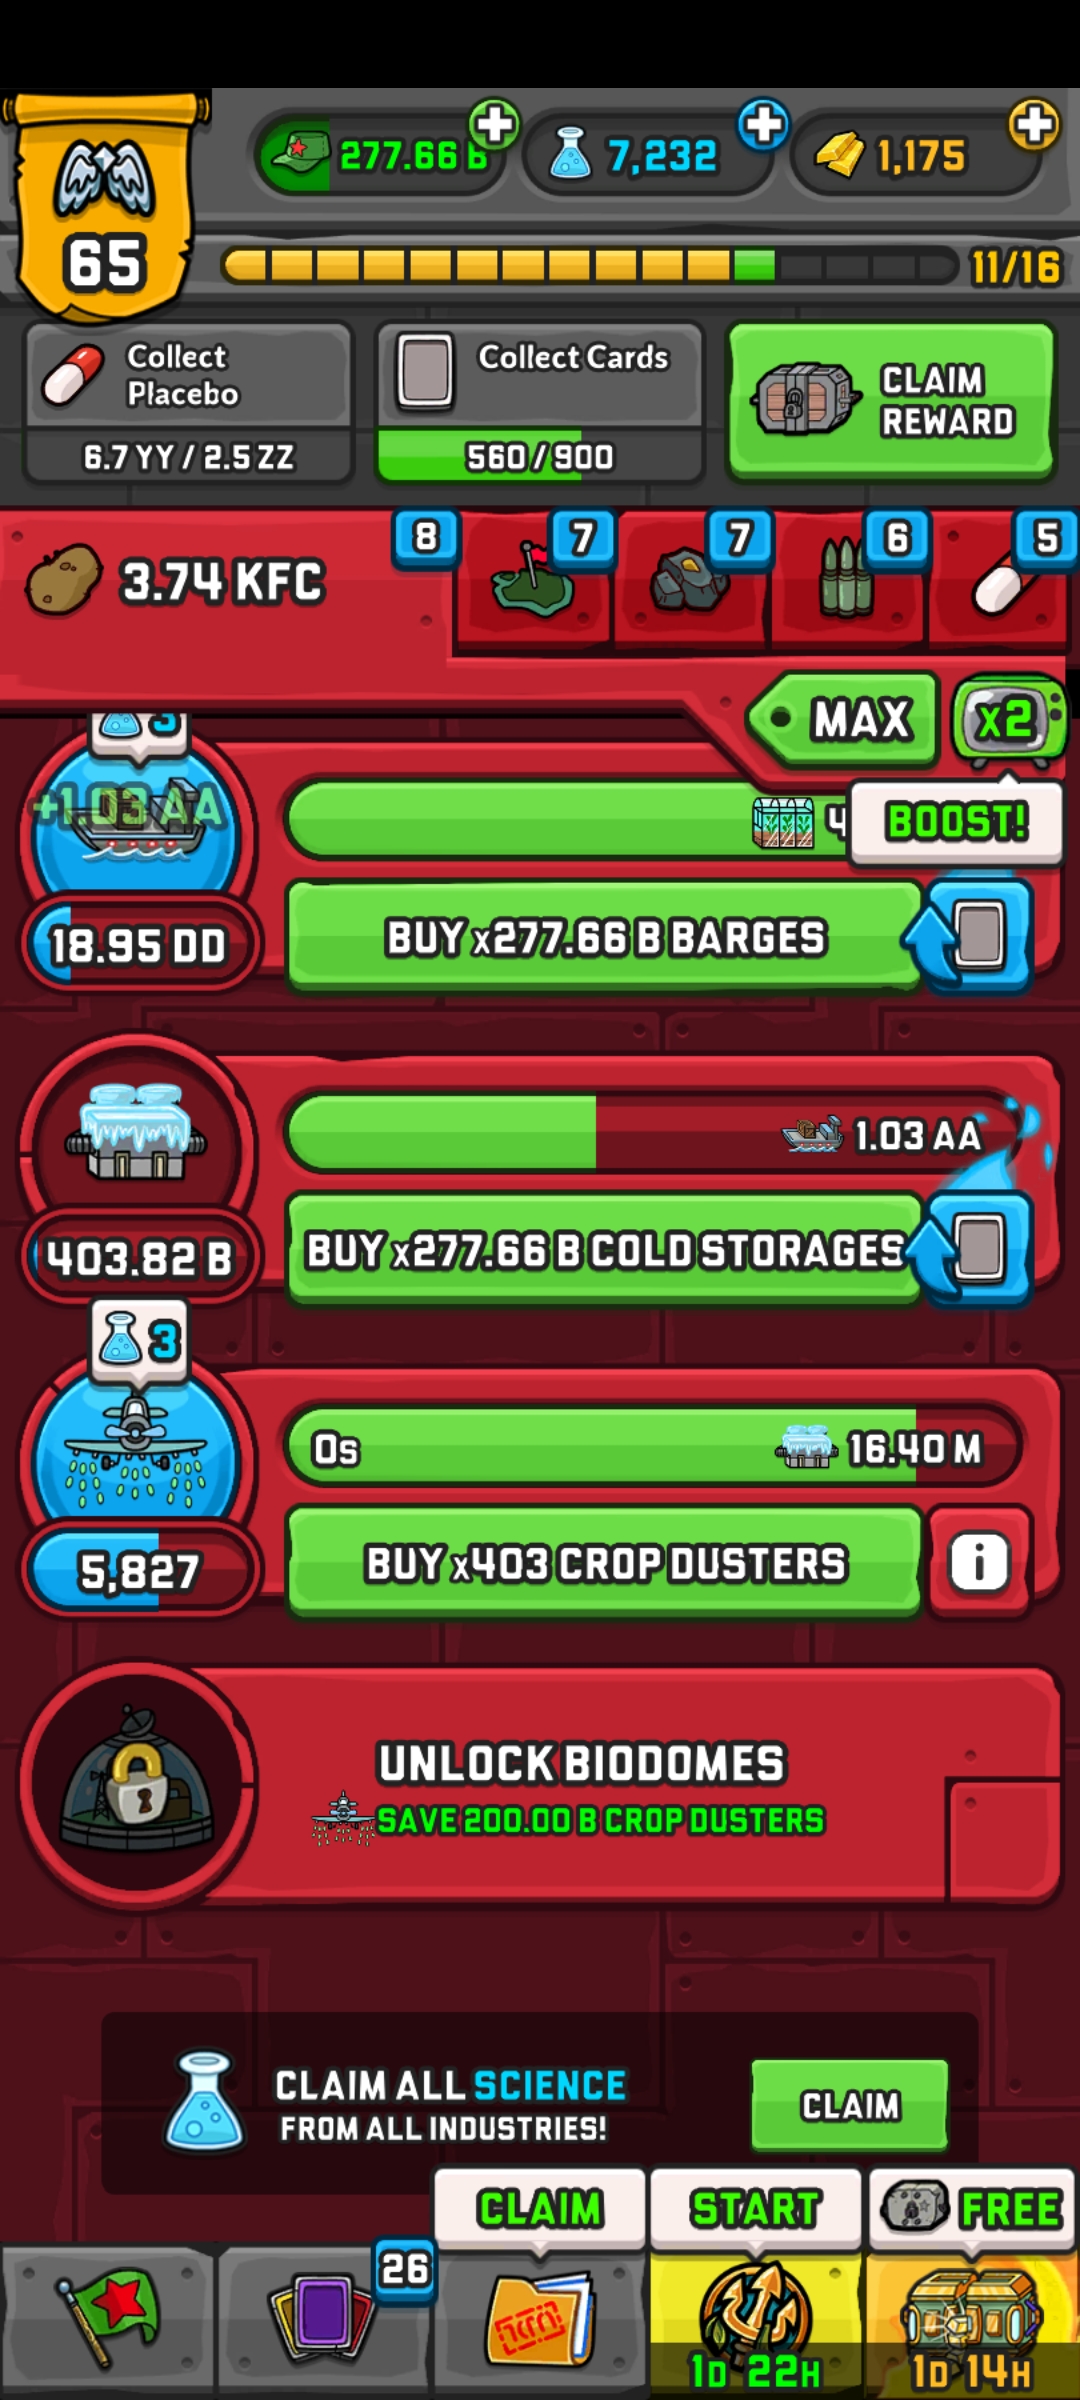 277.66 B
7,232
1,175
65
11/16
Collect
Placebo
6.7 YY / 2.5 ZZ
Collect Cards
560 / 900
CLAIM
REWARD
3.74 KFC
8
7
7
6
5
MAX
x2
BOOST!
3
+1.03 AA
4
18.95 DD
BUY x277.66 B BARGES
1.03 AA
403.82 B
BUY x277.66 B COLD STORAGES
3
0s
16.40 M
5,827
BUY x403 CROP DUSTERS
i
UNLOCK BIODOMES
SAVE 200.00 B CROP DUSTERS
CLAIM ALL SCIENCE
FROM ALL INDUSTRIES!
CLAIM
CLAIM
START
FREE
26
1D 22H
1D 14H